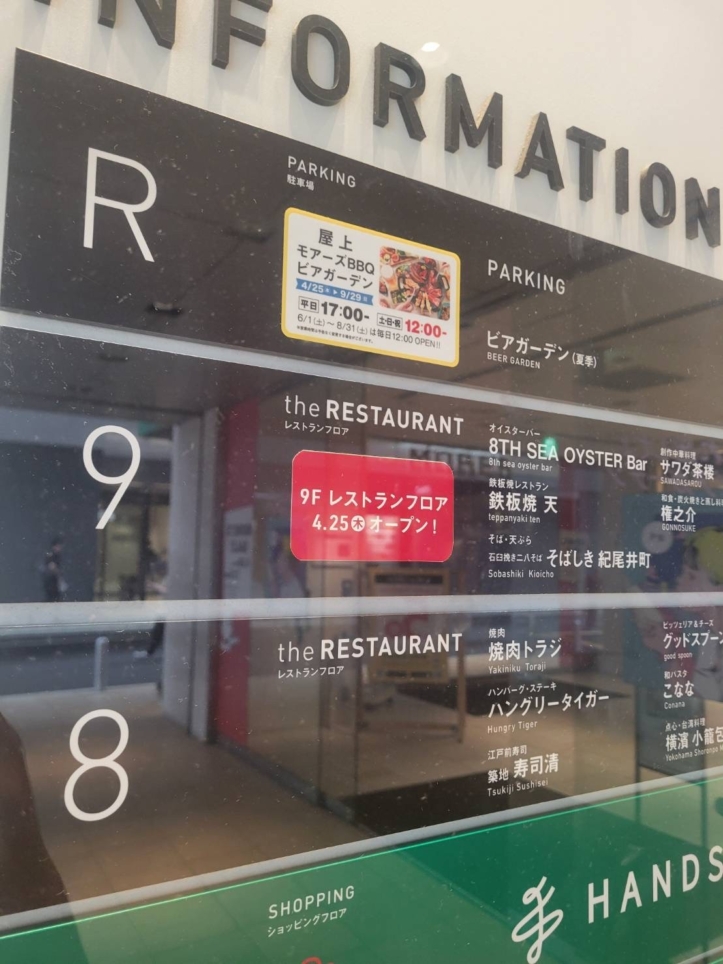 INFORMATION
R
PARKING
駐車場
屋上
モアーズBBQ
ビアガーデン
4/25木▶9/29日
平日 17:00- 土・日・祝 12:00-
6/1(土)〜8/31(土)は毎日12:00 OPEN!!
PARKING
ビアガーデン(夏季)
BEER GARDEN
9
the RESTAURANT
レストランフロア
9F レストランフロア
4.25木オープン!
オイスターバー
8TH SEA OYSTER Bar
8th sea oyster bar
鉄板焼レストラン
鉄板焼 天
teppanyaki ten
そば・天ぷら
石臼挽き二八そば そばしき 紀尾井町
Sobashiki Kioicho
創作中華料理
サワダ茶楼
SAWADASAROU
和食・炭火焼きと蒸し料
権之介
GONNOSUKE
8
the RESTAURANT
レストランフロア
焼肉
焼肉トラジ
Yakiniku Toraji
ハンバーグ・ステーキ
ハングリータイガー
Hungry Tiger
江戸前寿司
築地 寿司清
Tsukiji Sushisei
ピッツェリア&チーズ
グッドスプーン
good spoon
和パスタ
こなな
Conana
点心・台湾料理
横濱 小籠包
Yokohama Shoronpo
SHOPPING
ショッピングフロア
HANDS